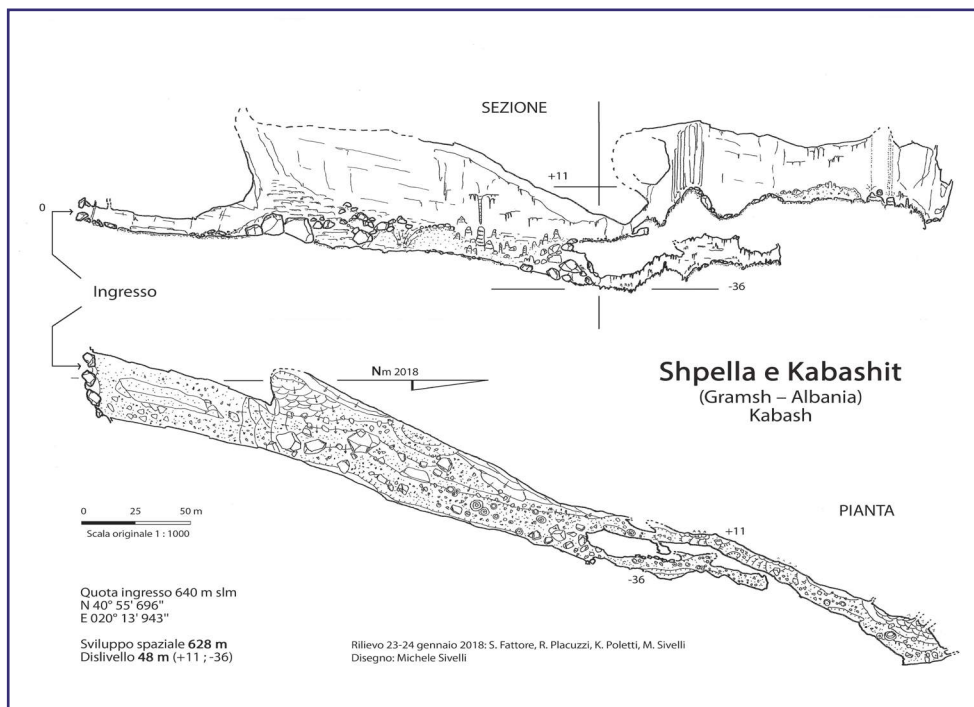 SEZIONE
+11
0
Ingresso
-36
Nm 2018
Shpella e Kabashit
(Gramsh – Albania)
Kabash
PIANTA
0 25 50 m
Scala originale 1 : 1000
+11
-36
Quota ingresso 640 m slm
N 40° 55' 696"
E 020° 13' 943"
Sviluppo spaziale 628 m
Dislivello 48 m (+11 ; -36)
Rilievo 23-24 gennaio 2018: S. Fattore, R. Placuzzi, K. Poletti, M. Sivelli
Disegno: Michele Sivelli